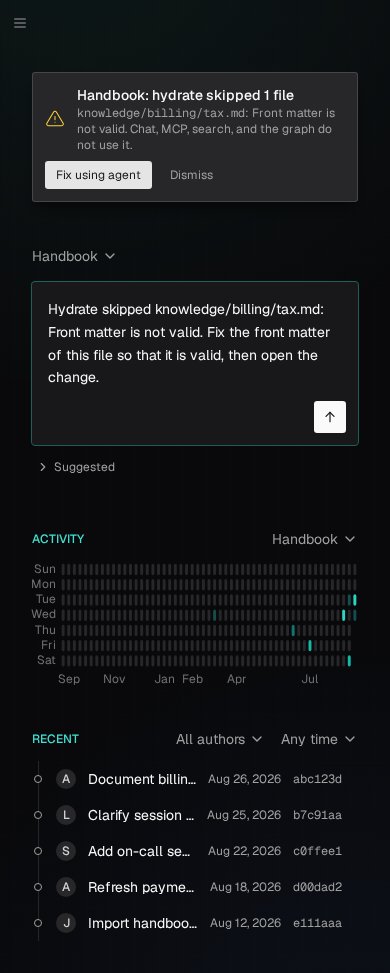 Handbook: hydrate skipped 1 file
knowledge/billing/tax.md: Front matter is
not valid. Chat, MCP, search, and the graph do
not use it.
Fix using agent
Dismiss
Handbook
Hydrate skipped knowledge/billing/tax.md:
Front matter is not valid. Fix the front matter
of this file so that it is valid, then open the
change.
Suggested
ACTIVITY
Handbook
Sun
Mon
Tue
Wed
Thu
Fri
Sat
Sep Nov Jan Feb Apr Jul
RECENT
All authors
Any time
A Document billin... Aug 26, 2026 abc123d
L Clarify session ... Aug 25, 2026 b7c91aa
S Add on-call se... Aug 22, 2026 c0ffee1
A Refresh payme... Aug 18, 2026 d00dad2
J Import handboo... Aug 12, 2026 e111aaa